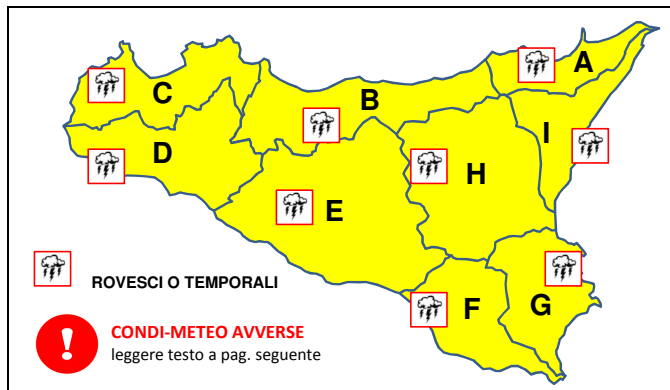 A
C
B
I
D
H
E
F
G
ROVESCI O TEMPORALI
CONDI-METEO AVVERSE
leggere testo a pag. seguente